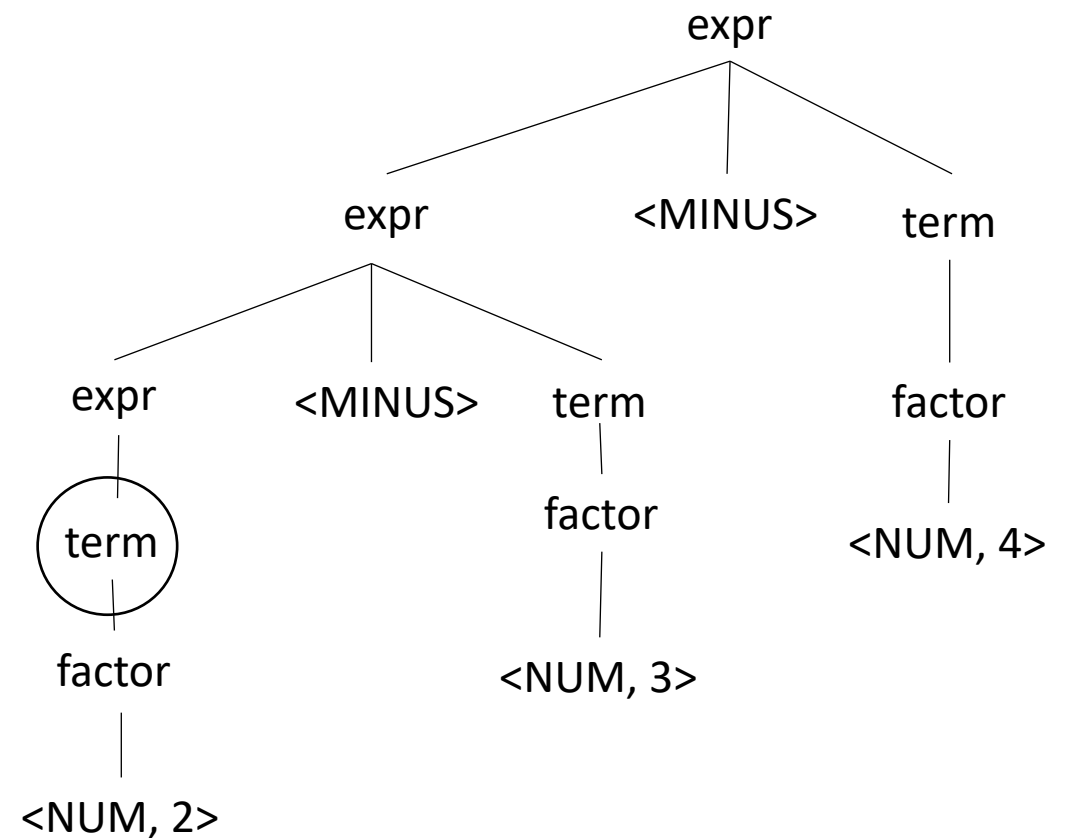 expr
expr
<MINUS>
term
expr
<MINUS>
term
factor
term
factor
<NUM, 4>
factor
<NUM, 3>
<NUM, 2>